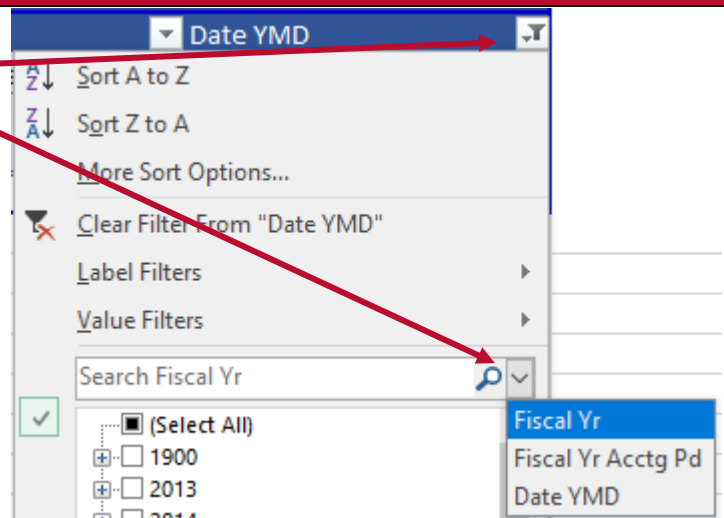 Date YMD
Sort A to Z
Sort Z to A
More Sort Options...
Clear Filter From "Date YMD"
Label Filters
Value Filters
Search Fiscal Yr
(Select All)
1900
2013
2014
Fiscal Yr
Fiscal Yr Acctg Pd
Date YMD